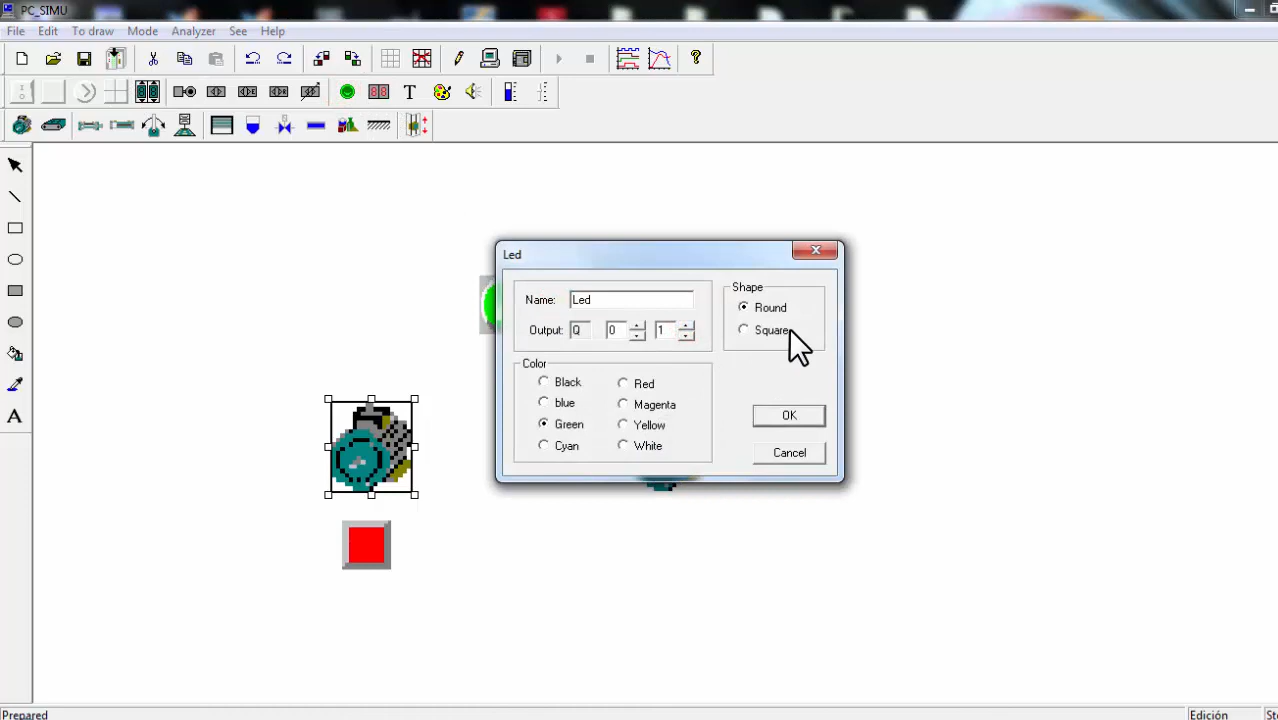 PC_SIMU
File Edit To draw Mode Analyzer See Help
T
A
Led
Name: Led
Output: Q 0 1
Shape
Round
Square
Color
Black Red
blue Magenta
Green Yellow
Cyan White
OK
Cancel
Prepared
Edición